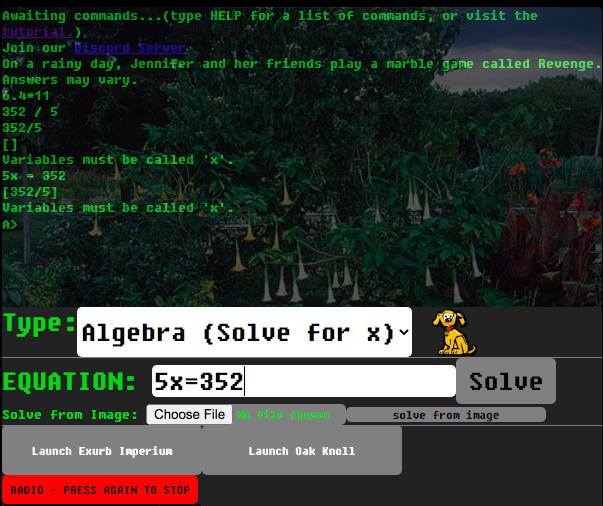 Awaiting commands...(type HELP for a list of commands, or visit the
tutorial.)
Join our Discord Server
On a rainy day, Jennifer and her friends play a marble game called Revenge.
Answers may vary.
6.4*11
352 / 5
352/5
[]
Variables must be called 'x'.
5x = 352
[352/5]
Variables must be called 'x'.
A>
Type: Algebra (Solve for x)
EQUATION: 5x=352 Solve
Solve from Image: Choose File No file chosen solve from image
Launch Exurb Imperium Launch Oak Knoll
RADIO - PRESS AGAIN TO STOP